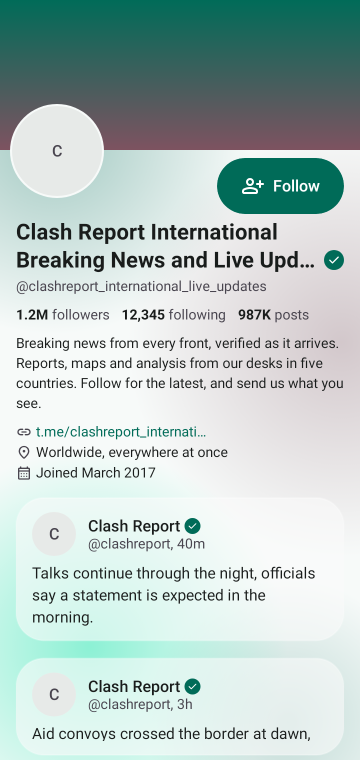 C
Follow
Clash Report International
Breaking News and Live Upd…
@clashreport_international_live_updates
1.2M followers 12,345 following 987K posts
Breaking news from every front, verified as it arrives.
Reports, maps and analysis from our desks in five
countries. Follow for the latest, and send us what you
see.
t.me/clashreport_internati…
Worldwide, everywhere at once
Joined March 2017
C
Clash Report
@clashreport, 40m
Talks continue through the night, officials
say a statement is expected in the
morning.
C
Clash Report
@clashreport, 3h
Aid convoys crossed the border at dawn,